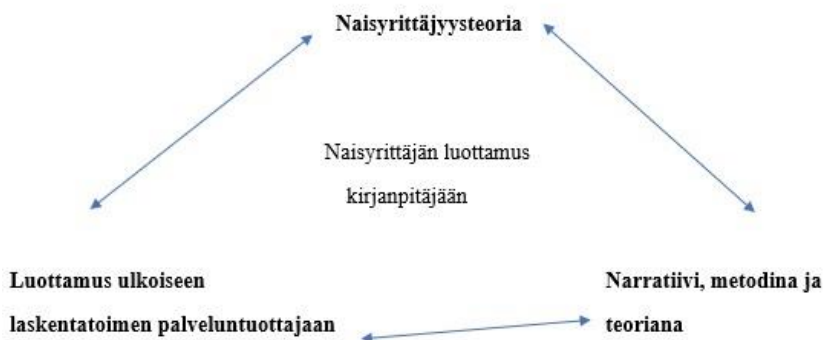 Naisyrittäjyysteoria
Naisyrittäjän luottamus
kirjanpitäjään
Luottamus ulkoiseen
laskentatoimen palveluntuottajaan
Narratiivi, metodina ja
teoriana